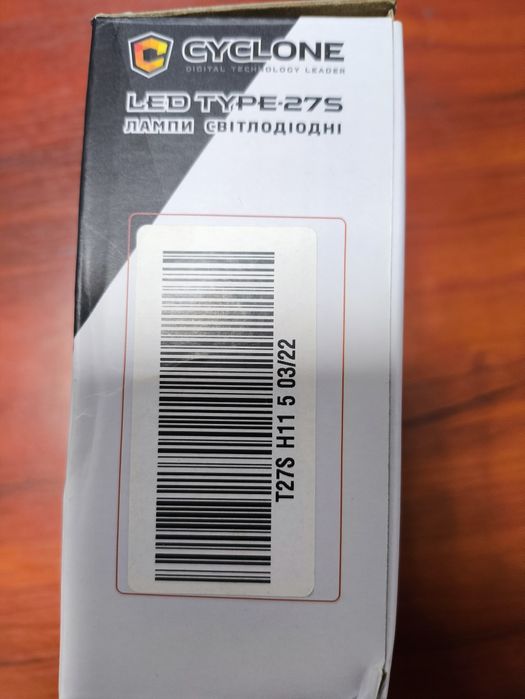 CYCLONE
DIGITAL TECHNOLOGY LEADER
LED TYPE-27S
ЛАМПИ СВІТЛОДІОДНІ
T27S H11 5 03/22